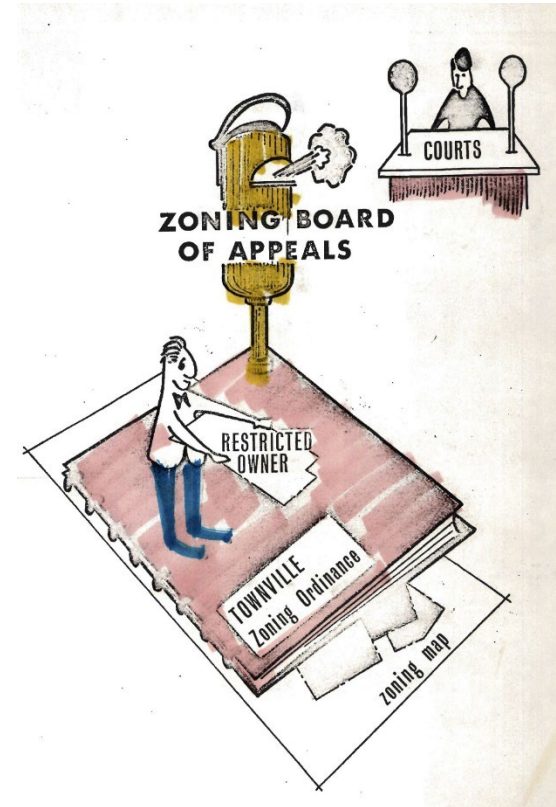 COURTS
ZONING BOARD
OF APPEALS
RESTRICTED
OWNER
TOWNVILLE
Zoning Ordinance
zoning map